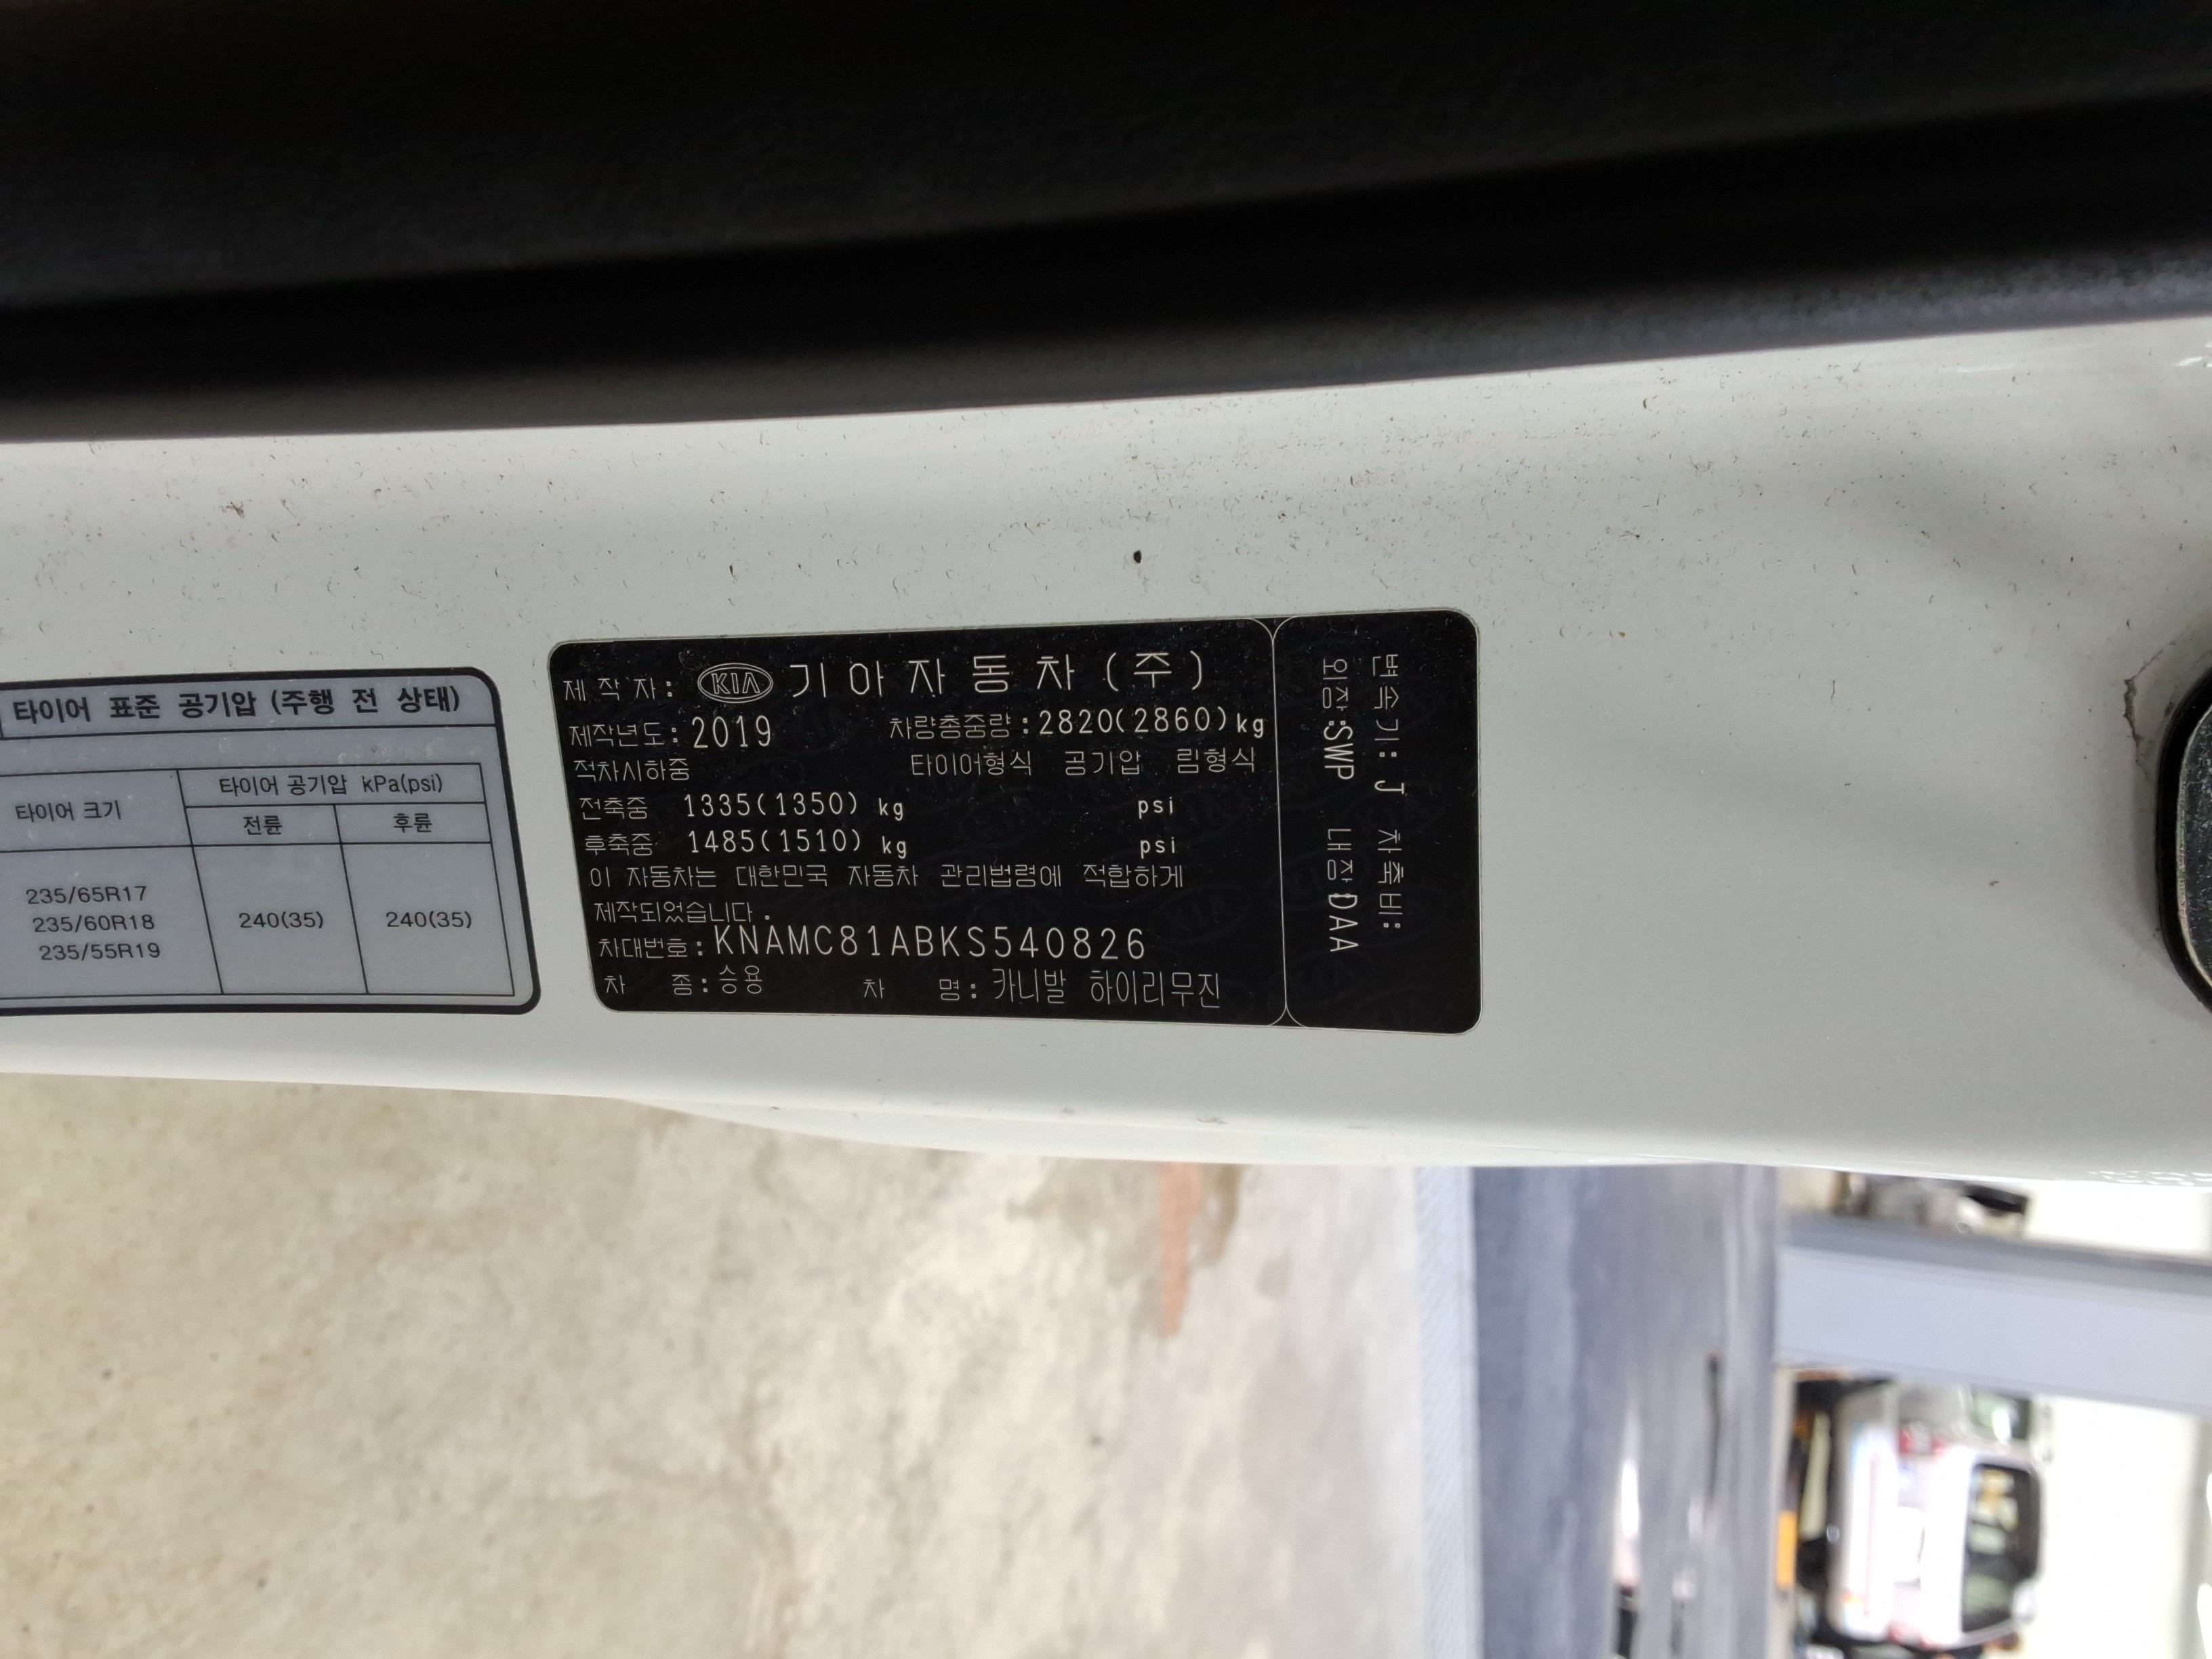 타이어 표준 공기압 (주행 전 상태)
타이어 크기
타이어 공기압 kPa(psi)
전륜 후륜
235/65R17
235/60R18
235/55R19
240(35) 240(35)
제 작 자: KIA 기아자동차(주)
제작년도: 2019 차량총중량:2820(2860)kg
적차시하중 타이어형식 공기압 림형식
전축중 1335(1350) kg psi
후축중 1485(1510) kg psi
이 자동차는 대한민국 자동차 관리법령에 적합하게
제작되었습니다.
차대번호:KNAMC81ABKS540826
차 종:승용 차 명:카니발 하이리무진
변속기: J 차축비:
외장:SWP 내장:DAA